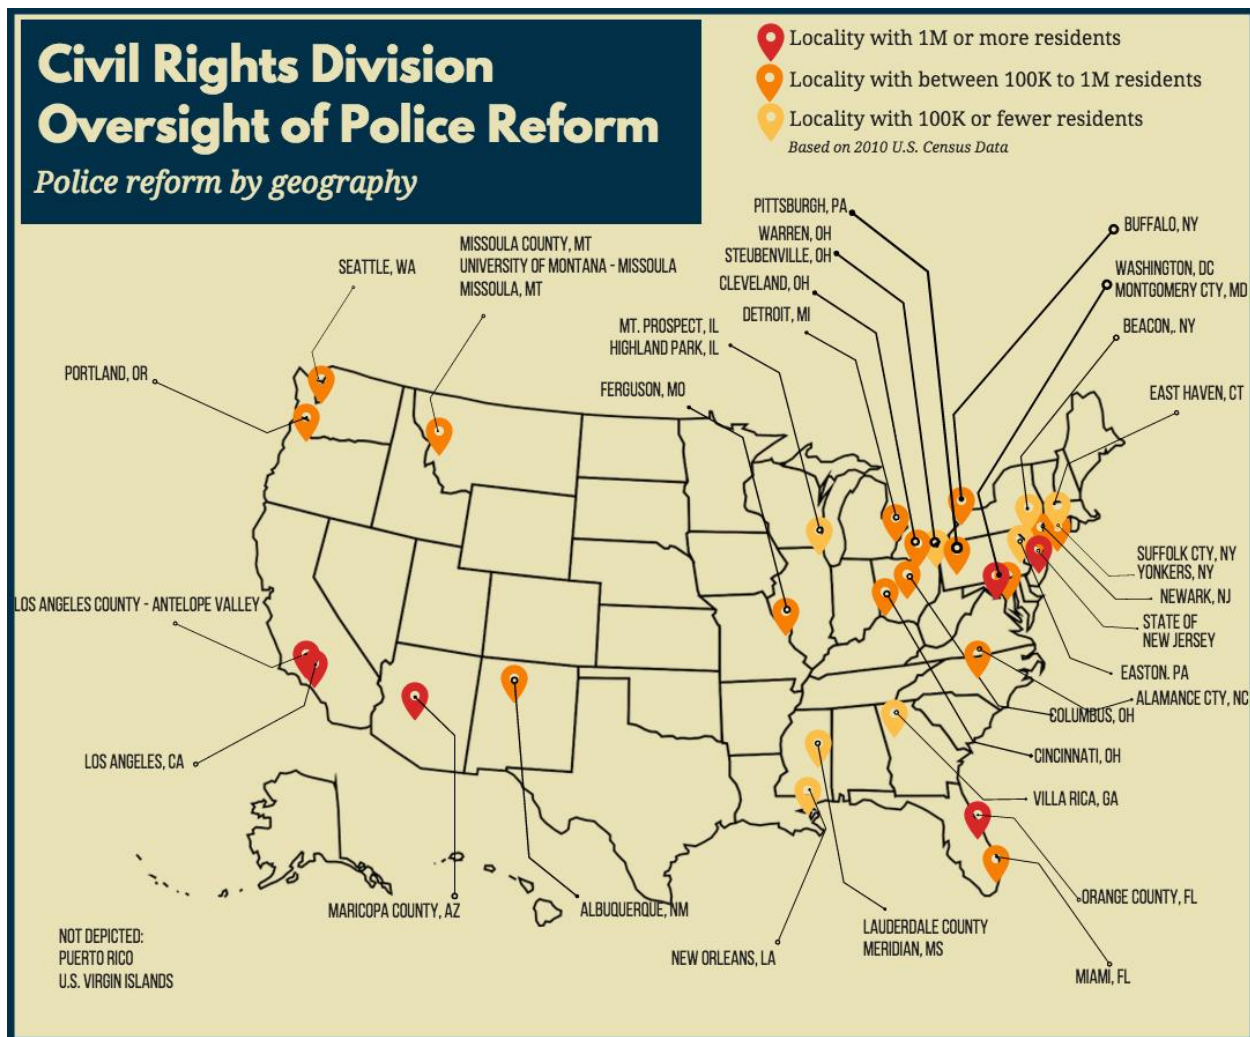 Civil Rights Division
Oversight of Police Reform
Police reform by geography
Locality with 1M or more residents
Locality with between 100K to 1M residents
Locality with 100K or fewer residents
Based on 2010 U.S. Census Data
PITTSBURGH, PA
WARREN, OH
STEUBENVILLE, OH
CLEVELAND, OH
DETROIT, MI
BUFFALO, NY
WASHINGTON, DC
MONTGOMERY CTY, MD
BEACON,. NY
EAST HAVEN, CT
MISSOULA COUNTY, MT
UNIVERSITY OF MONTANA - MISSOULA
MISSOULA, MT
SEATTLE, WA
MT. PROSPECT, IL
HIGHLAND PARK, IL
PORTLAND, OR
FERGUSON, MO
SUFFOLK CTY, NY
YONKERS, NY
NEWARK, NJ
STATE OF
NEW JERSEY
EASTON. PA
ALAMANCE CTY, NC
COLUMBUS, OH
CINCINNATI, OH
VILLA RICA, GA
LOS ANGELES COUNTY - ANTELOPE VALLEY
LOS ANGELES, CA
MARICOPA COUNTY, AZ
ALBUQUERQUE, NM
ORANGE COUNTY, FL
LAUDERDALE COUNTY
MERIDIAN, MS
NEW ORLEANS, LA
MIAMI, FL
NOT DEPICTED:
PUERTO RICO
U.S. VIRGIN ISLANDS